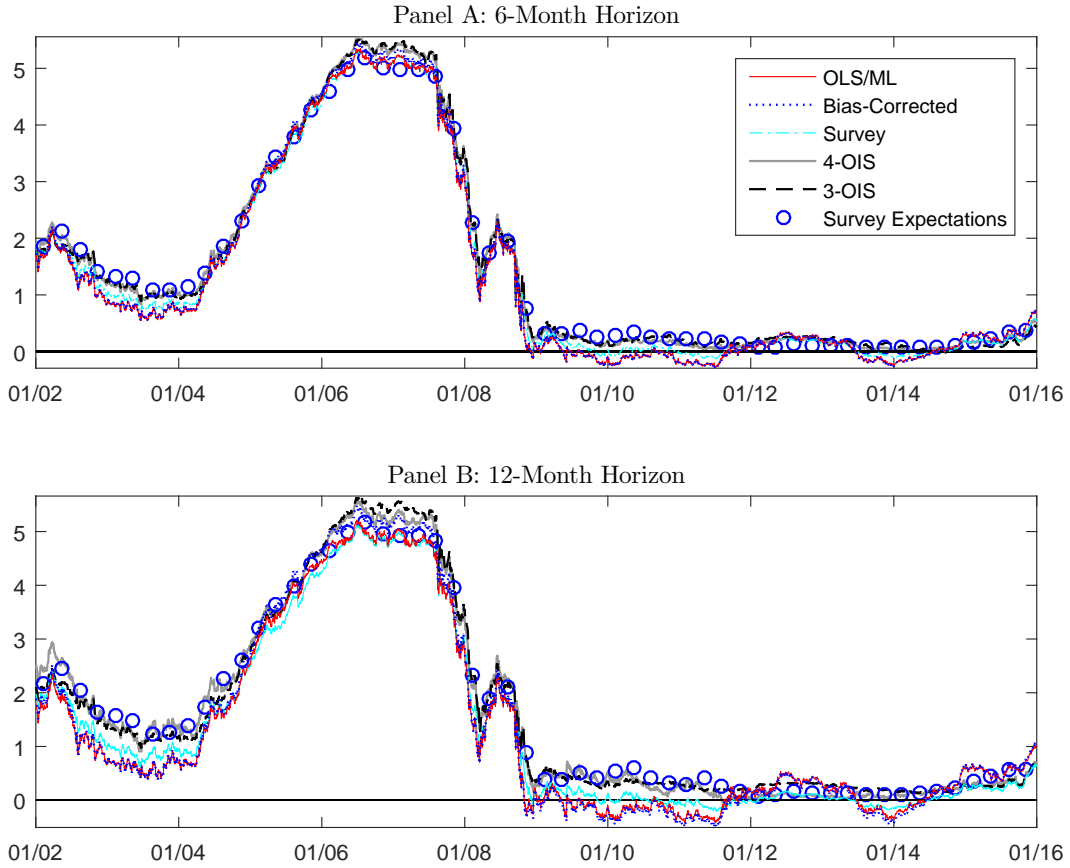 Panel A: 6-Month Horizon
5
4
3
2
1
0
OLS/ML
Bias-Corrected
Survey
4-OIS
3-OIS
Survey Expectations
01/02 01/04 01/06 01/08 01/10 01/12 01/14 01/16
Panel B: 12-Month Horizon
5
4
3
2
1
0
01/02 01/04 01/06 01/08 01/10 01/12 01/14 01/16